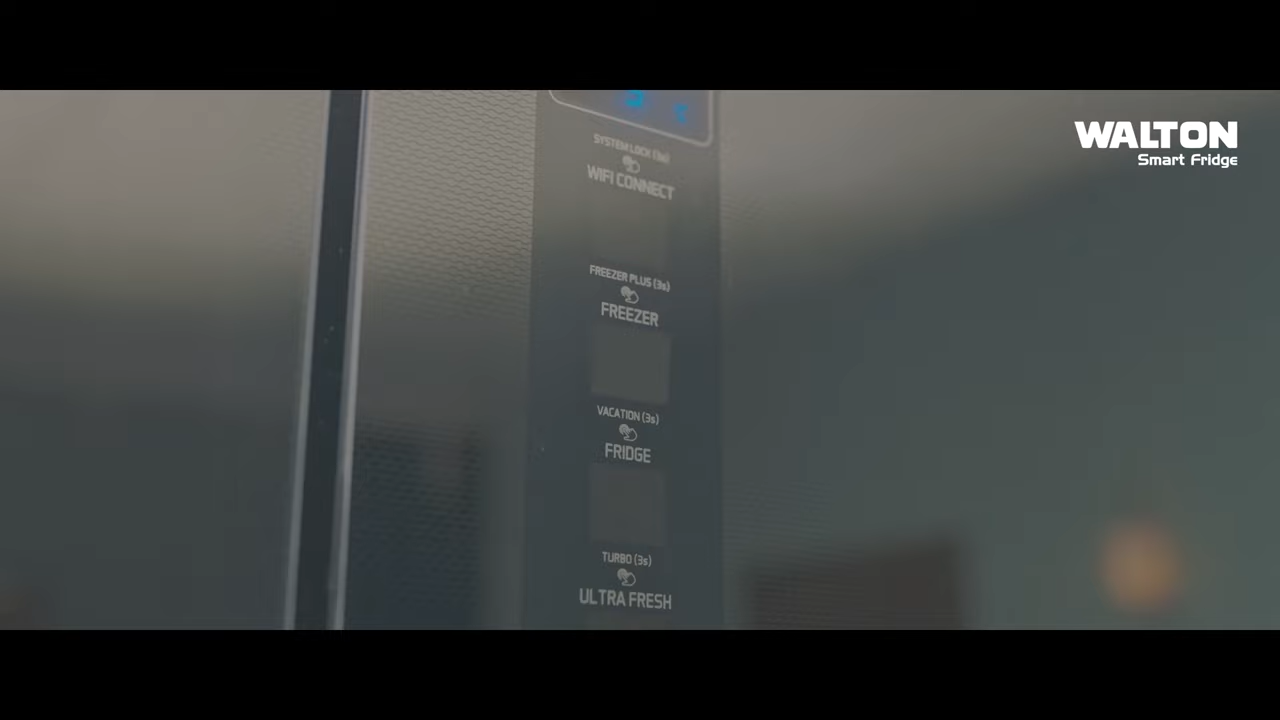 WALTON
Smart Fridge
SYSTEM LOCK (3s)
WIFI CONNECT
FREEZER PLUS (3s)
FREEZER
VACATION (3s)
FRIDGE
TURBO (3s)
ULTRA FRESH